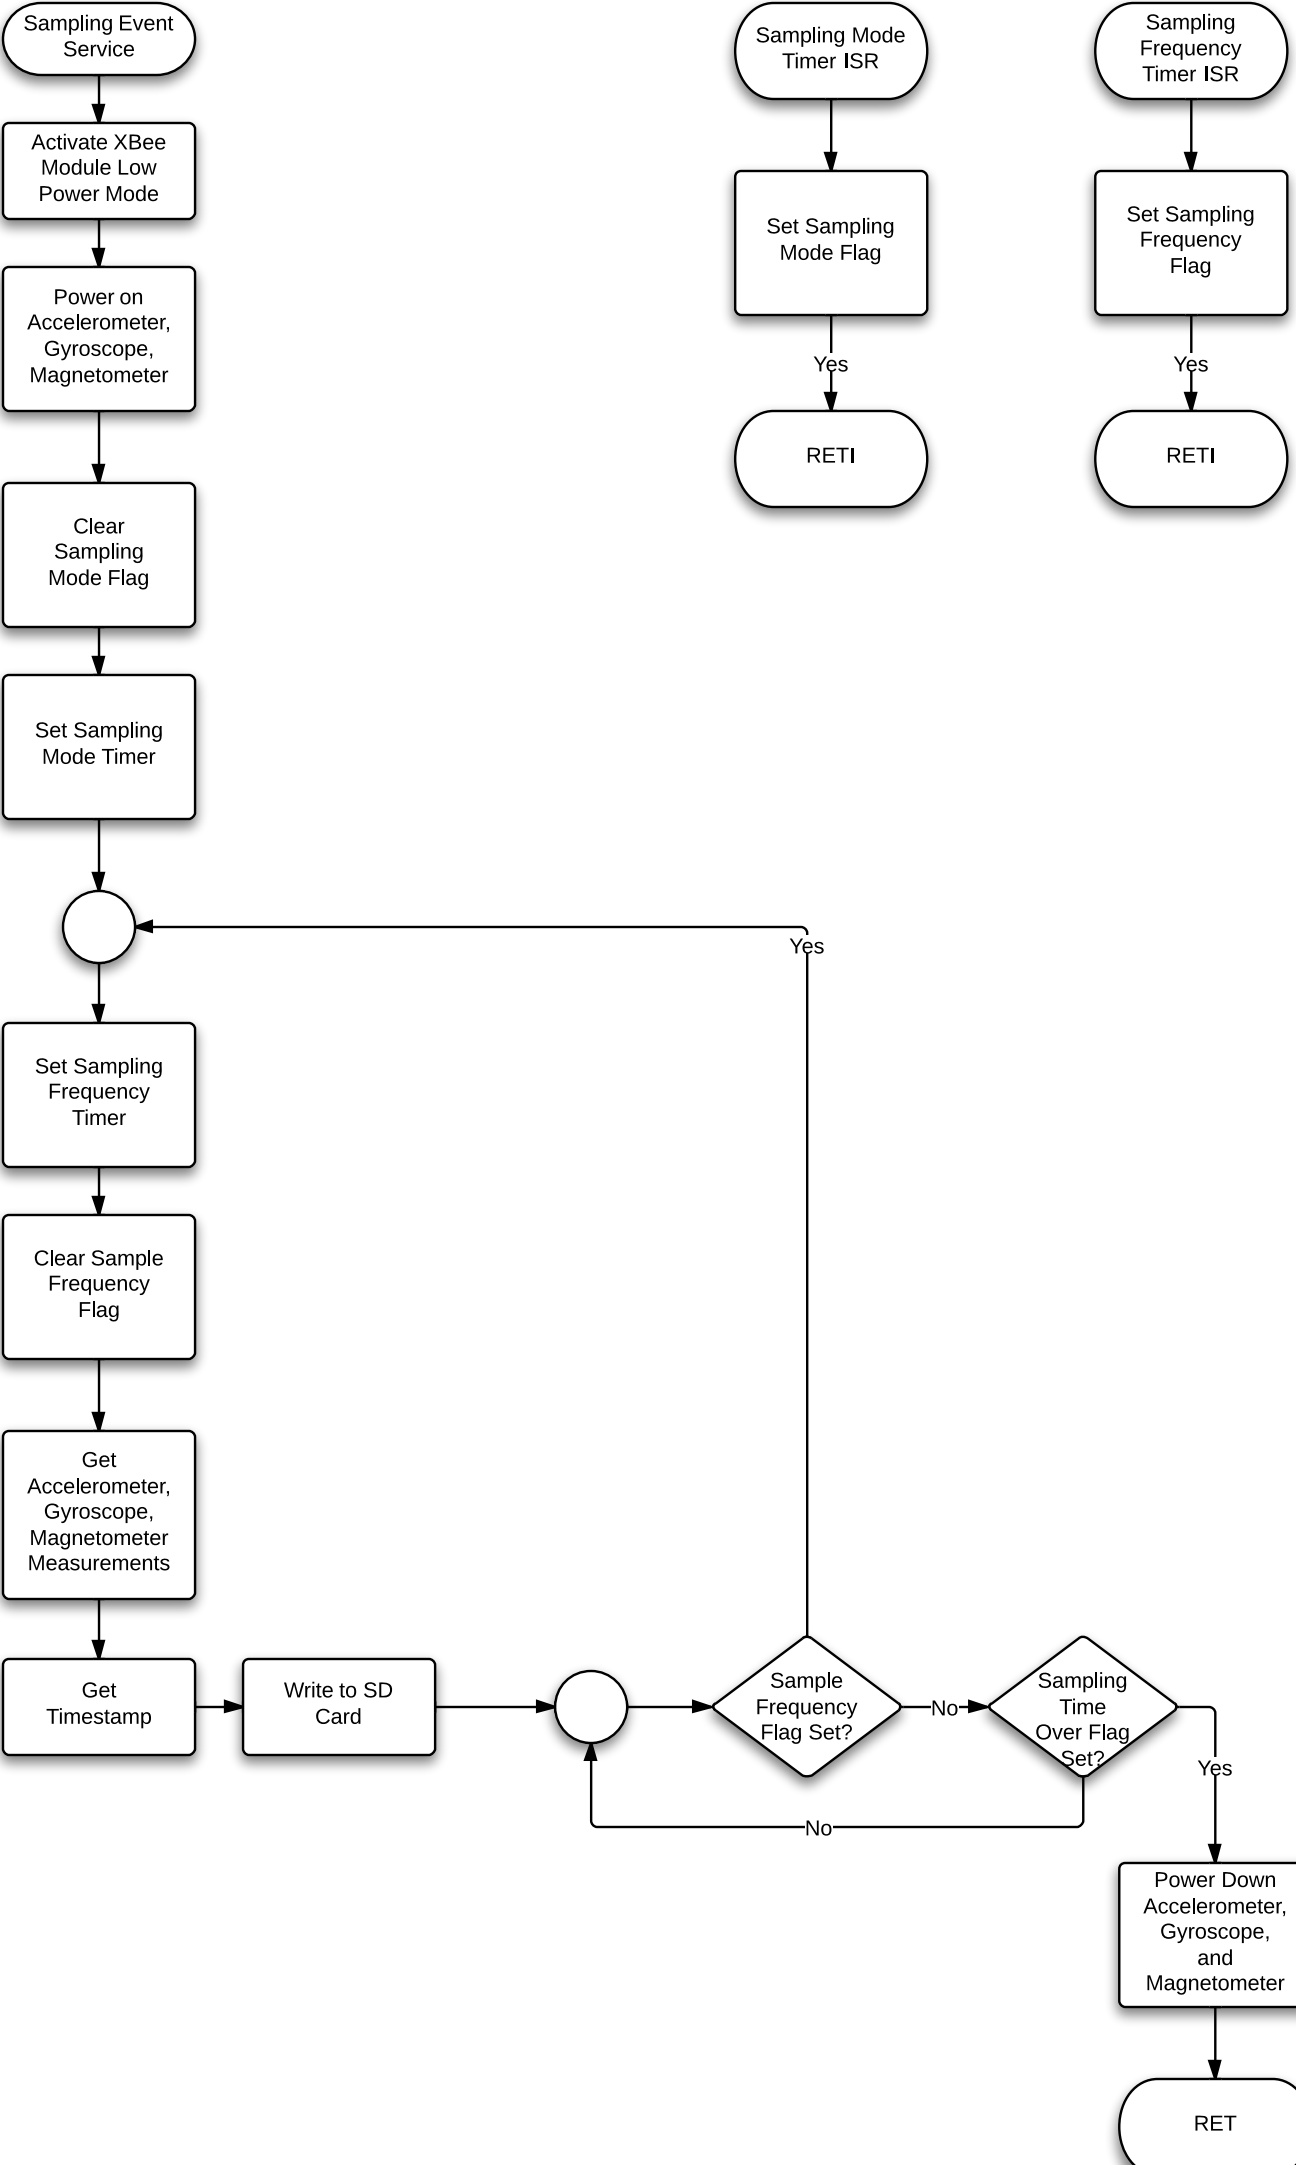 Sampling Event
Service
Activate XBee
Module Low
Power Mode
Power on
Accelerometer,
Gyroscope,
Magnetometer
Clear
Sampling
Mode Flag
Set Sampling
Mode Timer
Set Sampling
Frequency
Timer
Clear Sample
Frequency
Flag
Get
Accelerometer,
Gyroscope,
Magnetometer
Measurements
Get
Timestamp
Write to SD
Card
Sample
Frequency
Flag Set?
Yes
No
Sampling
Time
Over Flag
Set?
No
Yes
Power Down
Accelerometer,
Gyroscope,
and
Magnetometer
RET
Sampling Mode
Timer ISR
Set Sampling
Mode Flag
Yes
RETI
Sampling
Frequency
Timer ISR
Set Sampling
Frequency
Flag
Yes
RETI